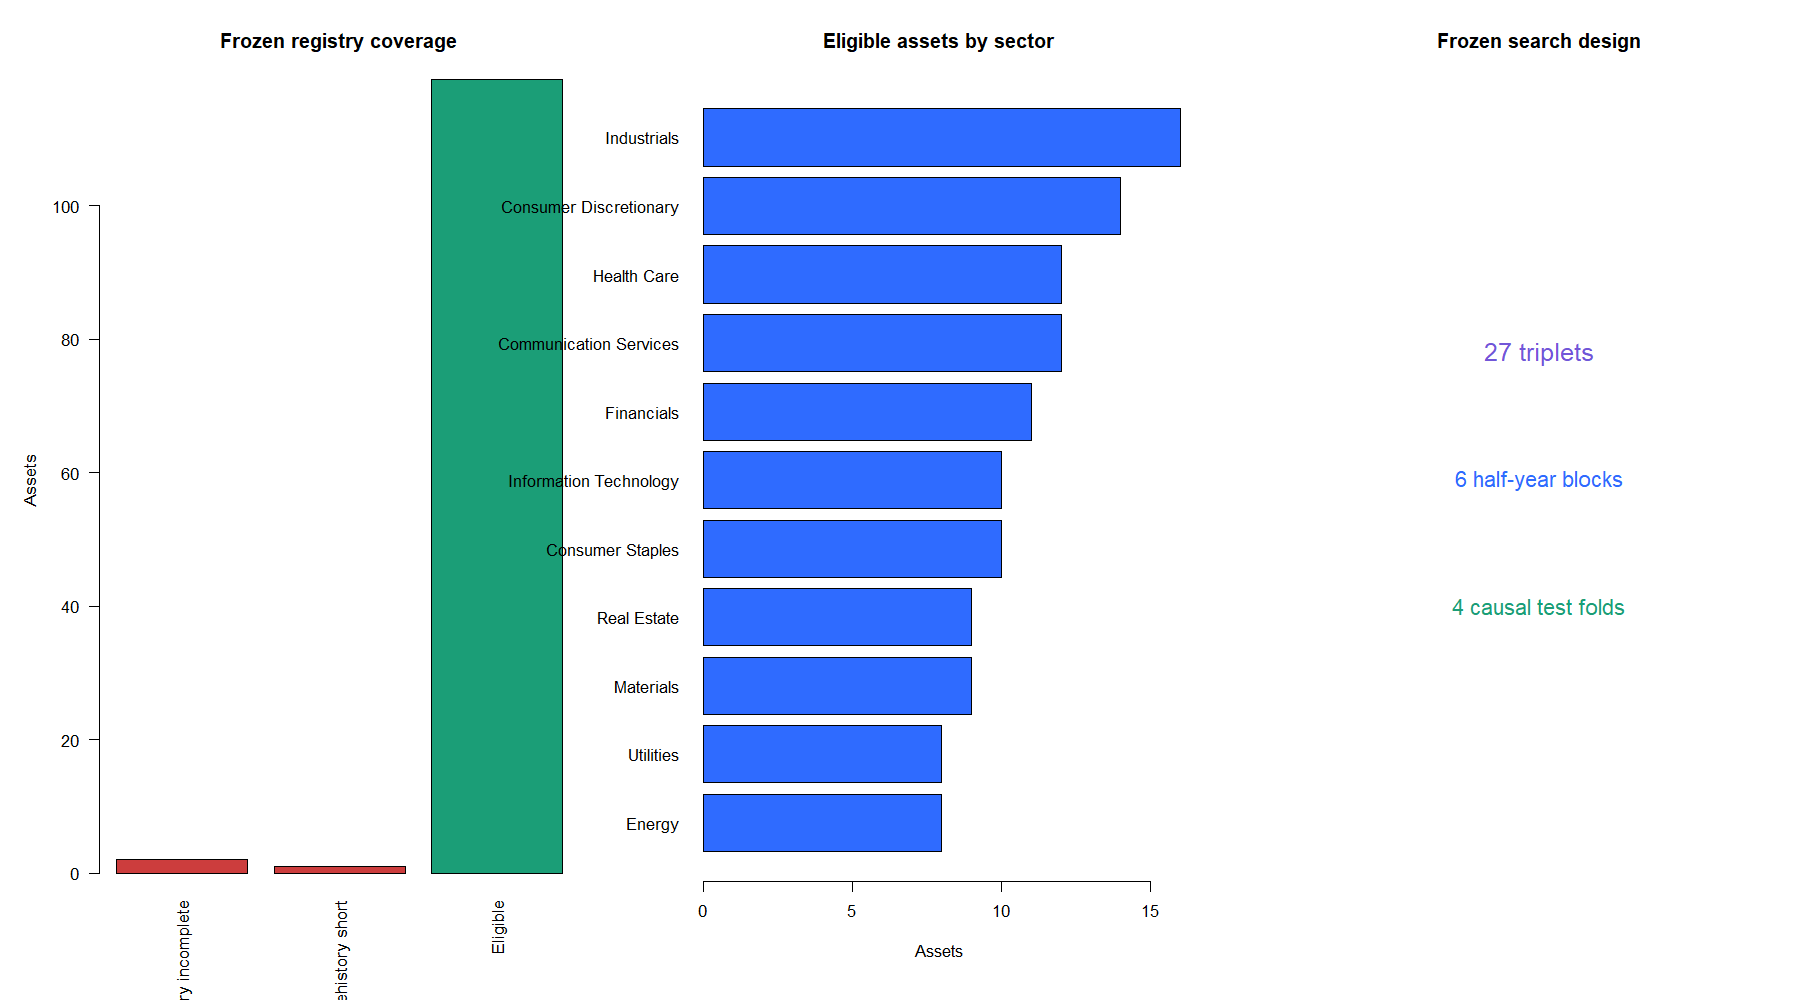 Frozen registry coverage
Assets
100
80
60
40
20
0
incomplete
short
Eligible
Eligible assets by sector
Industrials
Consumer Discretionary
Health Care
Communication Services
Financials
Information Technology
Consumer Staples
Real Estate
Materials
Utilities
Energy
0 5 10 15
Assets
Frozen search design
27 triplets
6 half-year blocks
4 causal test folds